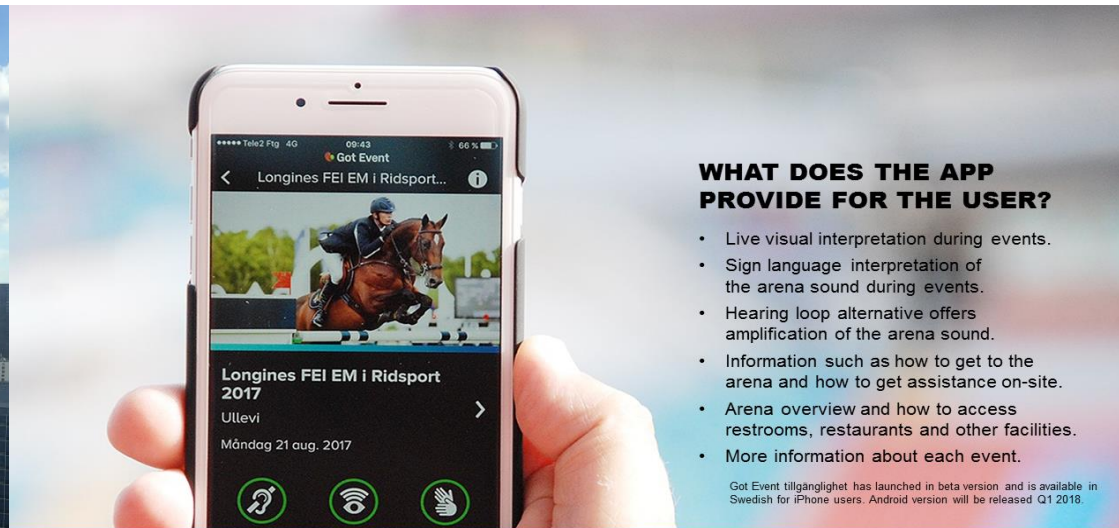 Tele2 Ftg 4G 09:43 66 %
Got Event
Longines FEI EM i Ridsport...
Longines FEI EM i Ridsport
2017
Ullevi
Måndag 21 aug. 2017
WHAT DOES THE APP
PROVIDE FOR THE USER?
• Live visual interpretation during events.
• Sign language interpretation of
the arena sound during events.
• Hearing loop alternative offers
amplification of the arena sound.
• Information such as how to get to the
arena and how to get assistance on-site.
• Arena overview and how to access
restrooms, restaurants and other facilities.
• More information about each event.
Got Event tillgänglighet has launched in beta version and is available in
Swedish for iPhone users. Android version will be released Q1 2018.